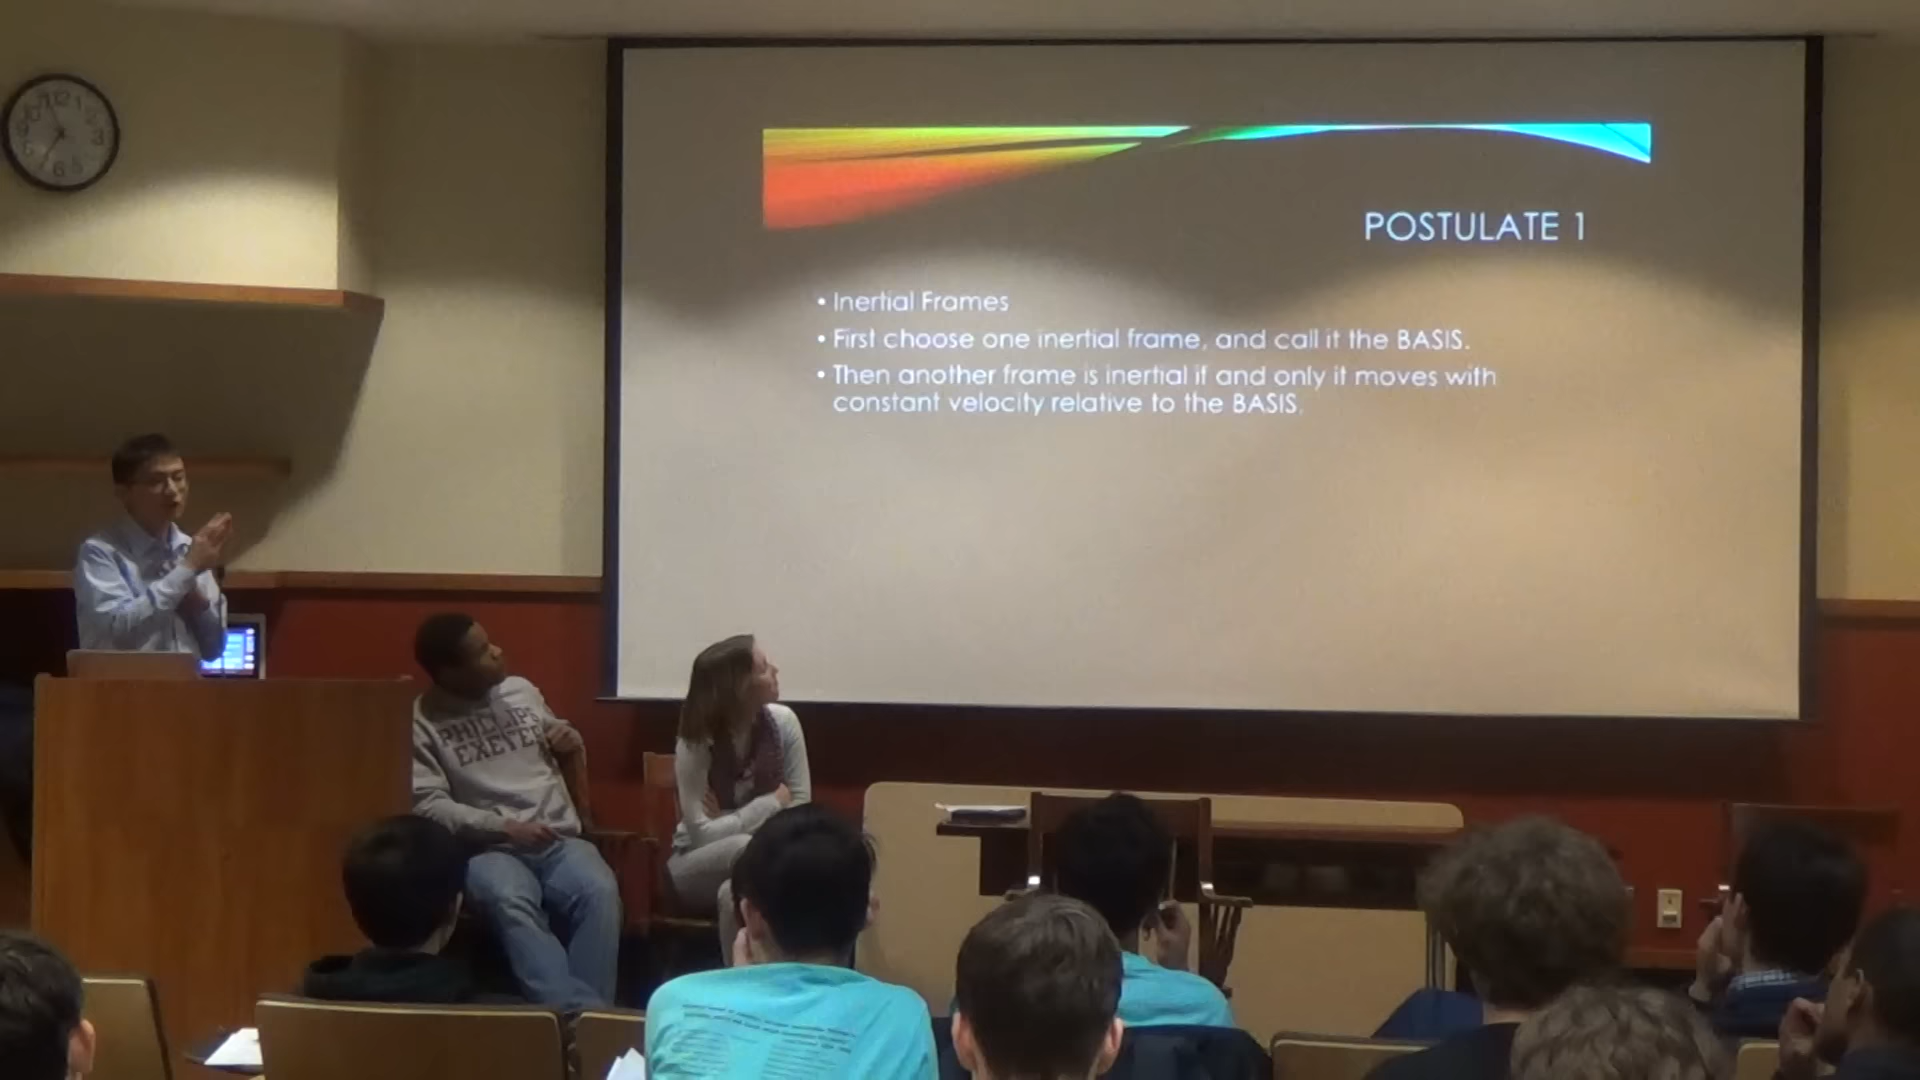 POSTULATE 1
• Inertial Frames
• First choose one inertial frame, and call it the BASIS.
• Then another frame is inertial if and only it moves with
constant velocity relative to the BASIS.
PHILLIPS
EXETER